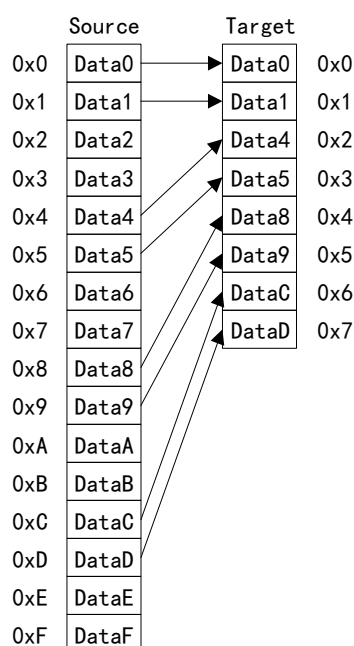 Source Target
0x0 Data0 Data0 0x0
0x1 Data1 Data1 0x1
0x2 Data2 Data4 0x2
0x3 Data3 Data5 0x3
0x4 Data4 Data8 0x4
0x5 Data5 Data9 0x5
0x6 Data6 DataC 0x6
0x7 Data7 DataD 0x7
0x8 Data8
0x9 Data9
0xA DataA
0xB DataB
0xC DataC
0xD DataD
0xE DataE
0xF DataF